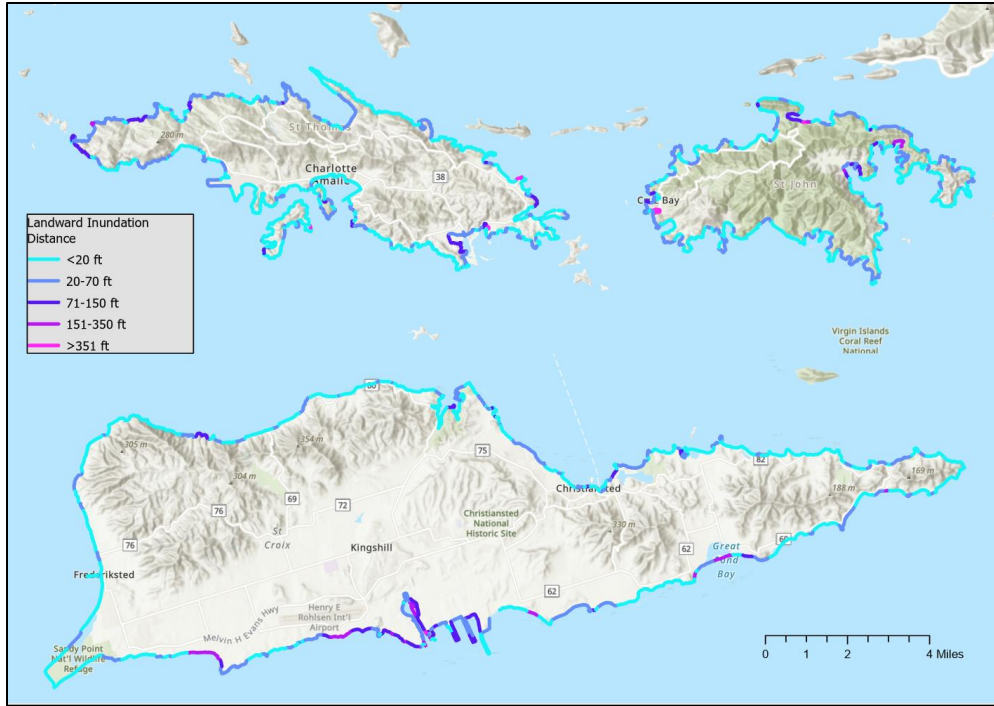 280 m
St Thomas
Charlotte
Amalie
38
Cruz Bay
St John
Landward Inundation
Distance
<20 ft
20-70 ft
71-150 ft
151-350 ft
>351 ft
Virgin Islands
Coral Reef
National
80
305 m
354 m
304 m
75
82
169 m
188 m
69
76
72
Christiansted
Christiansted
National
Historic Site
330 m
St
Croix
Kingshill
76
62
60
Great
Pond
Bay
Frederiksted
62
Henry E
Rohlsen Int'l
Airport
Melvin H Evans Hwy
Sandy Point
Nat'l Wildlife
Refuge
0 1 2 4 Miles